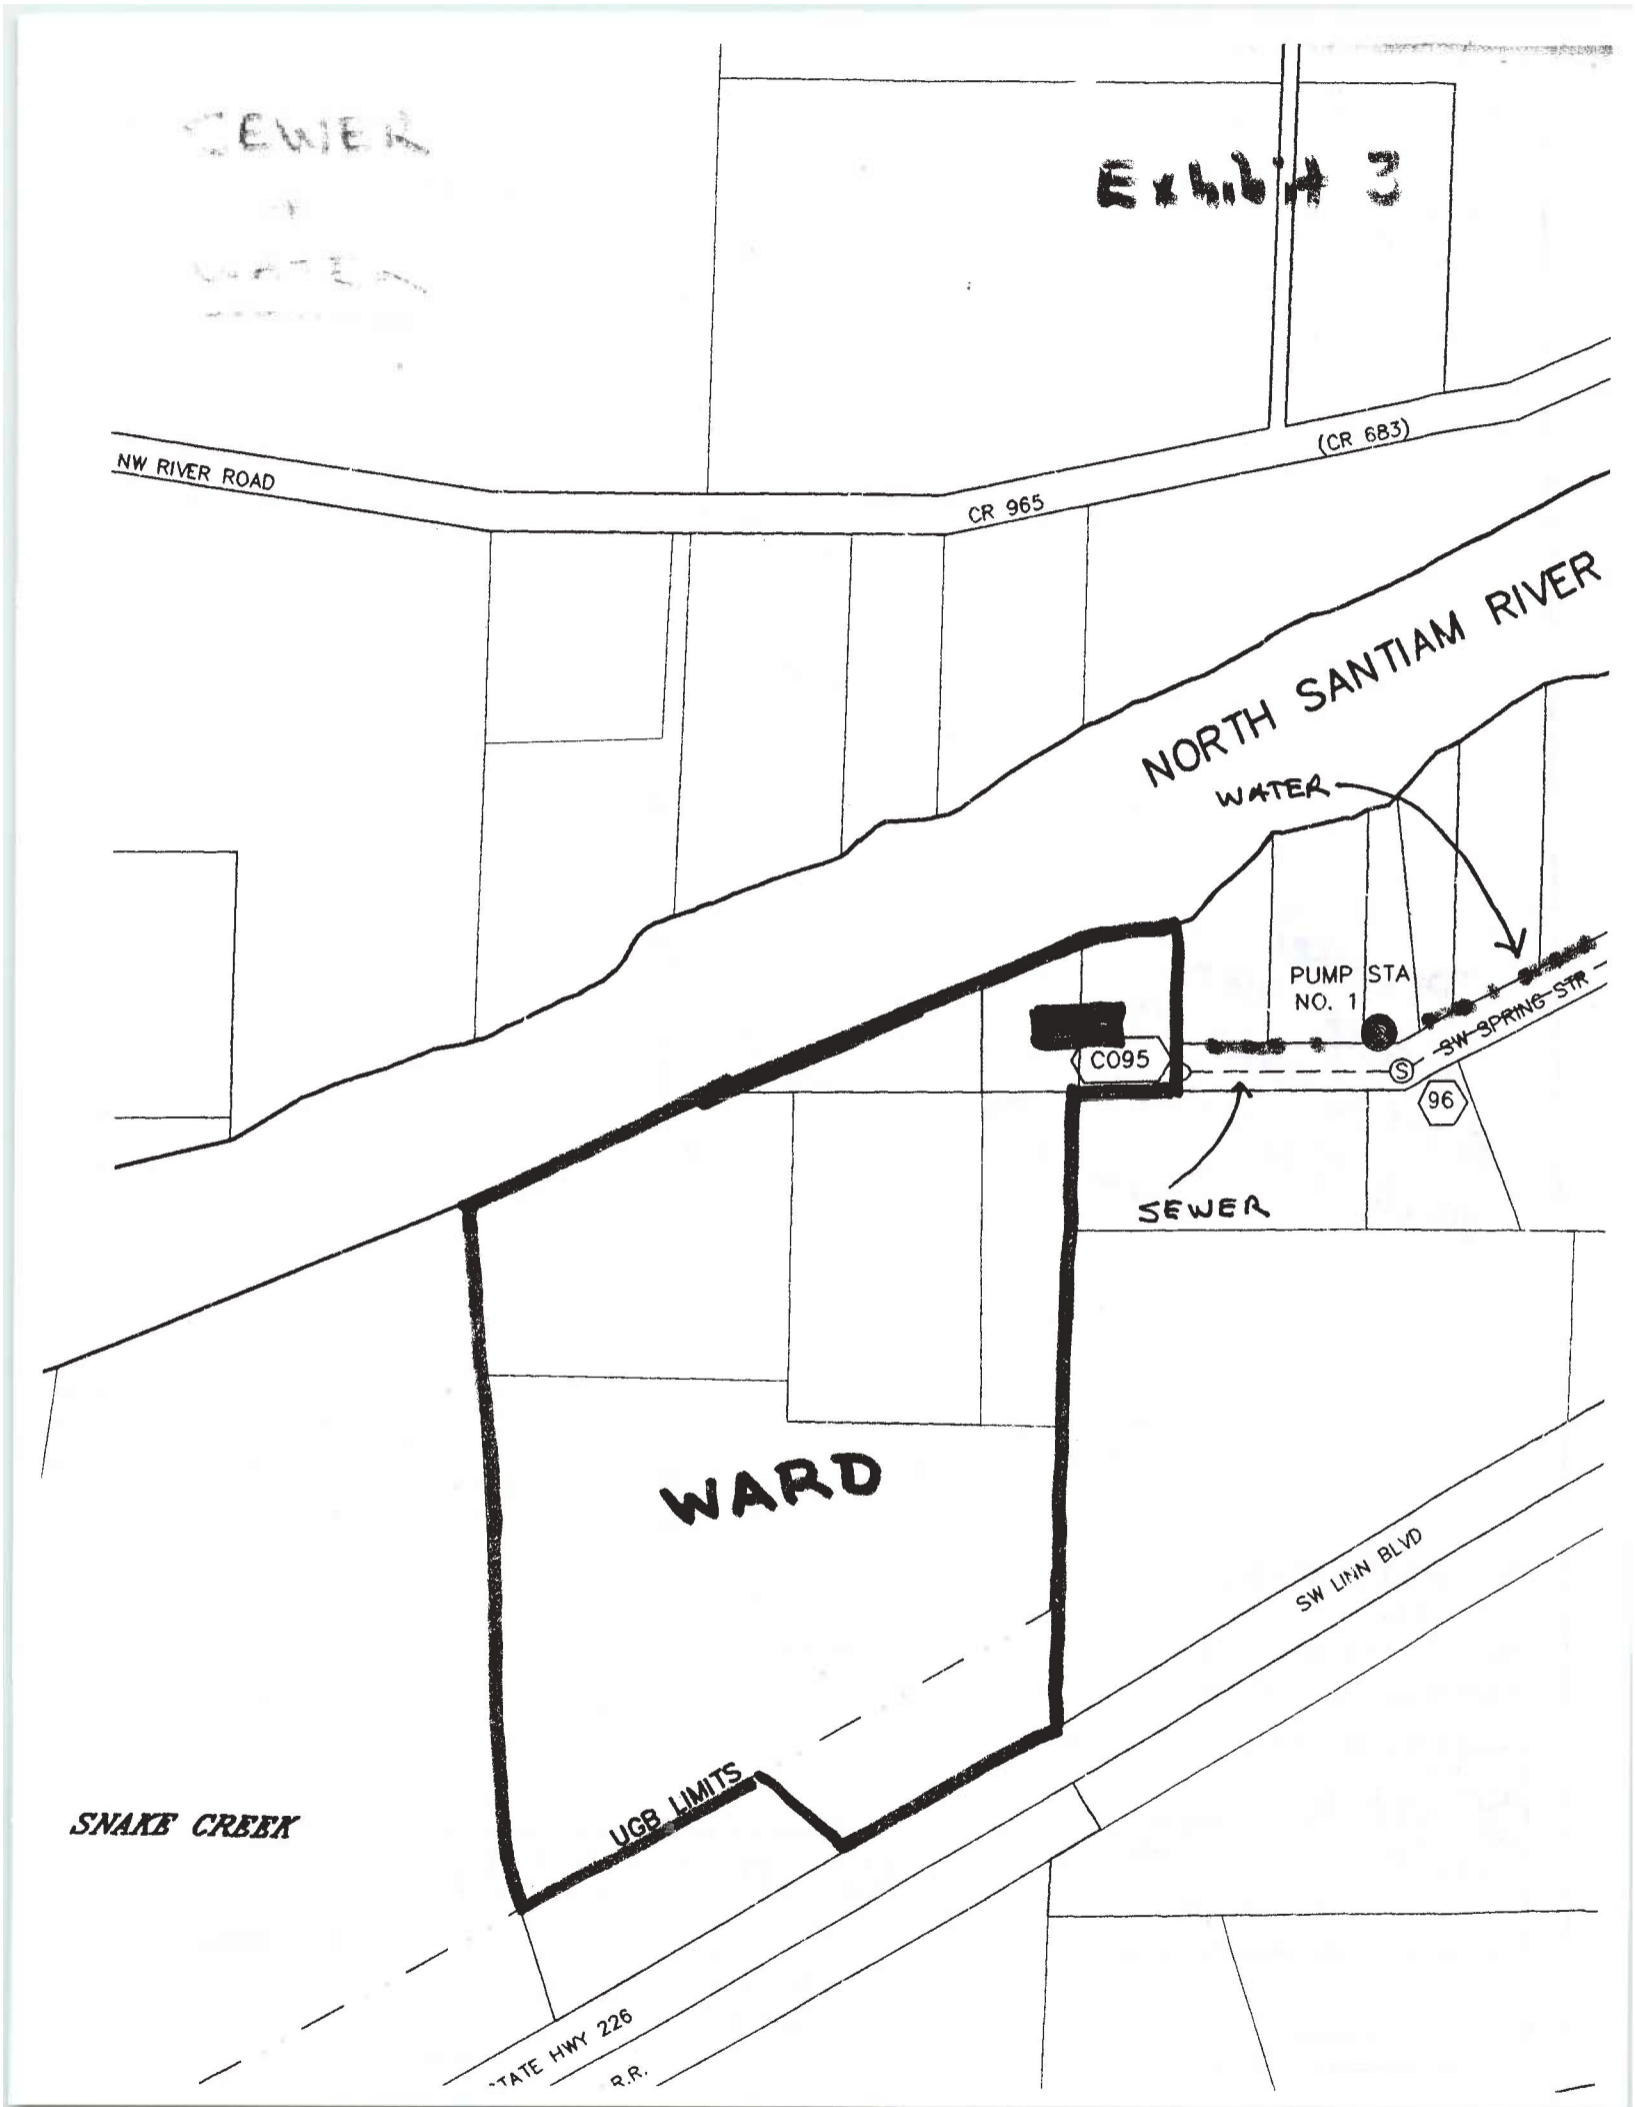 SEWER
+
WATER
Exhibit 3
(CR 683)
NW RIVER ROAD
CR 965
NORTH SANTIAM RIVER
WATER
PUMP STA
NO. 1
SW SPRING STR
C095
S
96
SEWER
WARD
SW LINN BLVD
UGB LIMITS
SNAKE CREEK
STATE HWY 226
R.R.